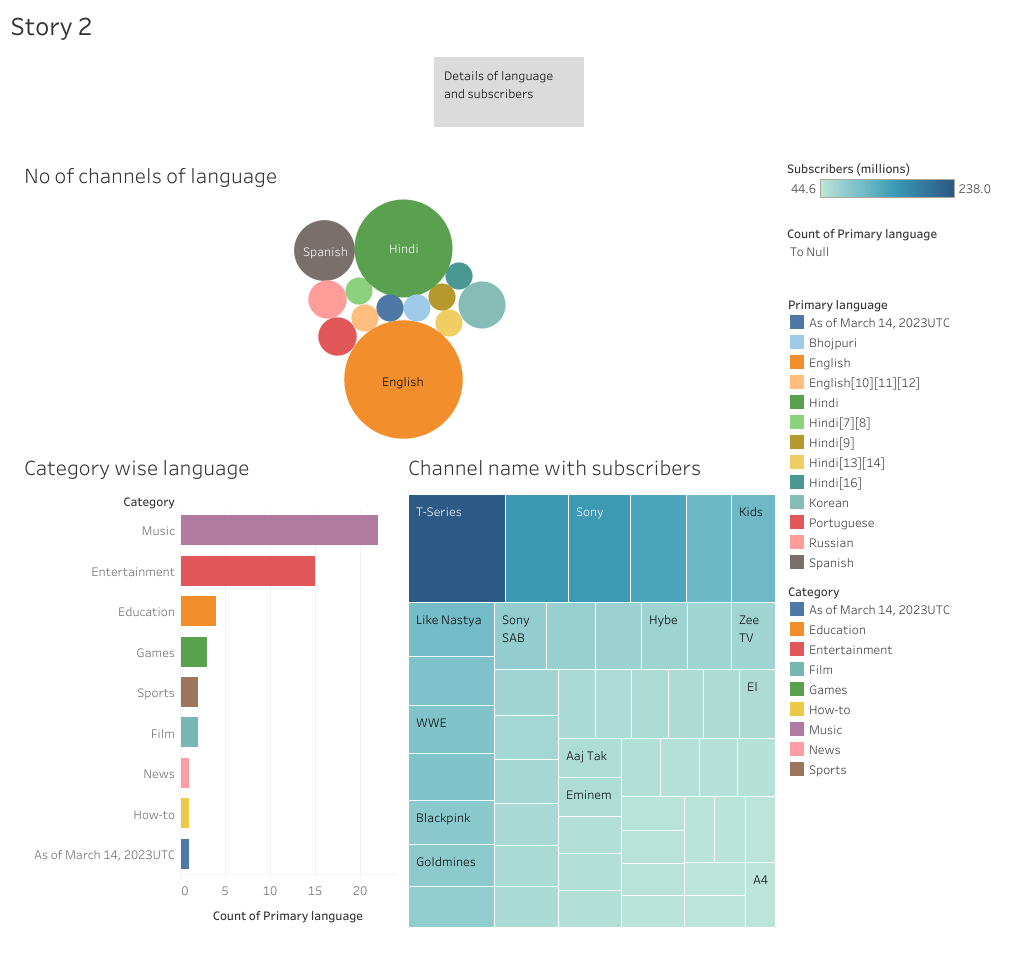 Story 2
Details of language
and subscribers
No of channels of language
Spanish
Hindi
English
Subscribers (millions)
44.6
238.0
Count of Primary language
To Null
Primary language
As of March 14, 2023UTC
Bhojpuri
English
English[10][11][12]
Hindi
Hindi[7][8]
Hindi[9]
Hindi[13][14]
Hindi[16]
Korean
Portuguese
Russian
Spanish
Category
As of March 14, 2023UTC
Education
Entertainment
Film
Games
How-to
Music
News
Sports
Category wise language
Category
Music
Entertainment
Education
Games
Sports
Film
News
How-to
As of March 14, 2023UTC
0 5 10 15 20
Count of Primary language
Channel name with subscribers
T-Series
Sony
Kids
Like Nastya
Sony
SAB
Hybe
Zee
TV
El
WWE
Aaj Tak
Eminem
Blackpink
Goldmines
A4